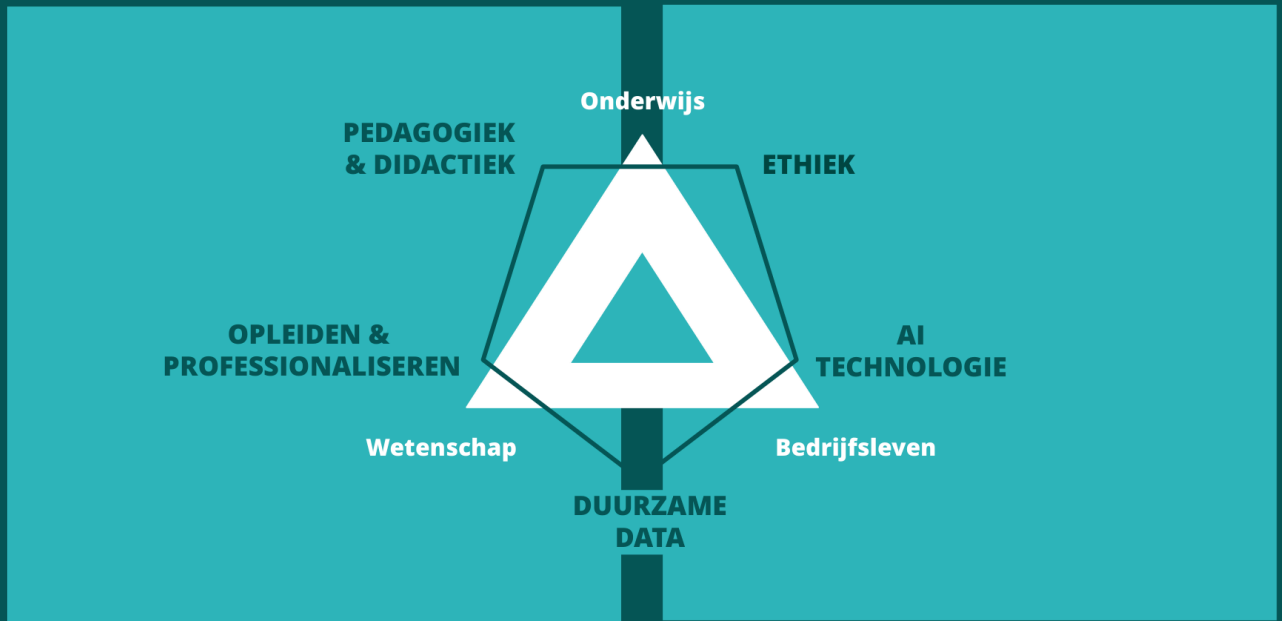 Onderwijs
PEDAGOGIEK
& DIDACTIEK
ETHIEK
OPLEIDEN &
PROFESSIONALISEREN
AI
TECHNOLOGIE
Wetenschap
Bedrijfsleven
DUURZAME
DATA